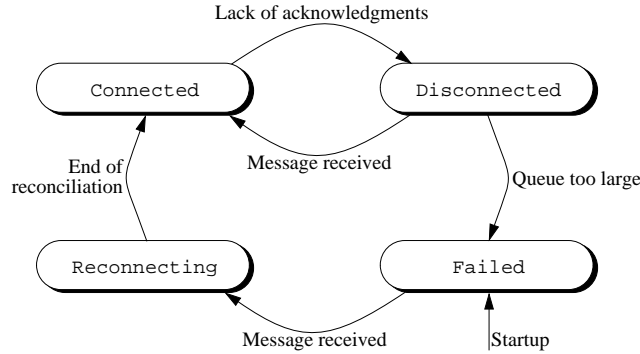 Lack of acknowledgments
Connected
Disconnected
Message received
End of
reconciliation
Queue too large
Reconnecting
Failed
Message received
Startup